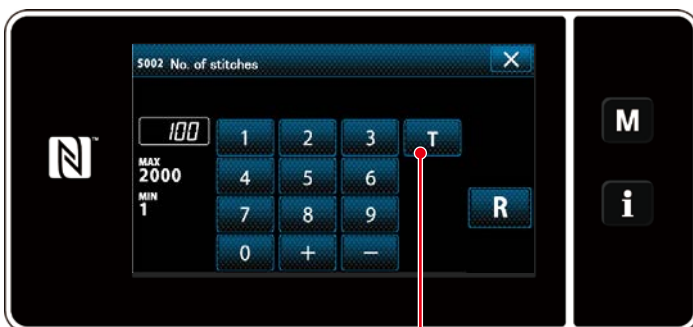 S002 No. of stitches
100
MAX
2000
MIN
1
1 2 3 T
4 5 6
7 8 9
0 + −
R
N
M
i